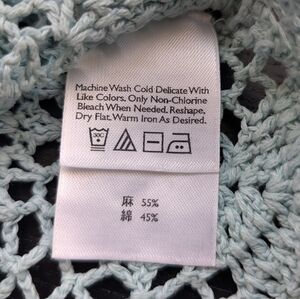 Machine Wash Cold Delicate With
Like Colors, Only Non-Chlorine
Bleach When Needed, Reshape,
Dry Flat. Warm Iron As Desired.
30C
麻 55%
綿 45%